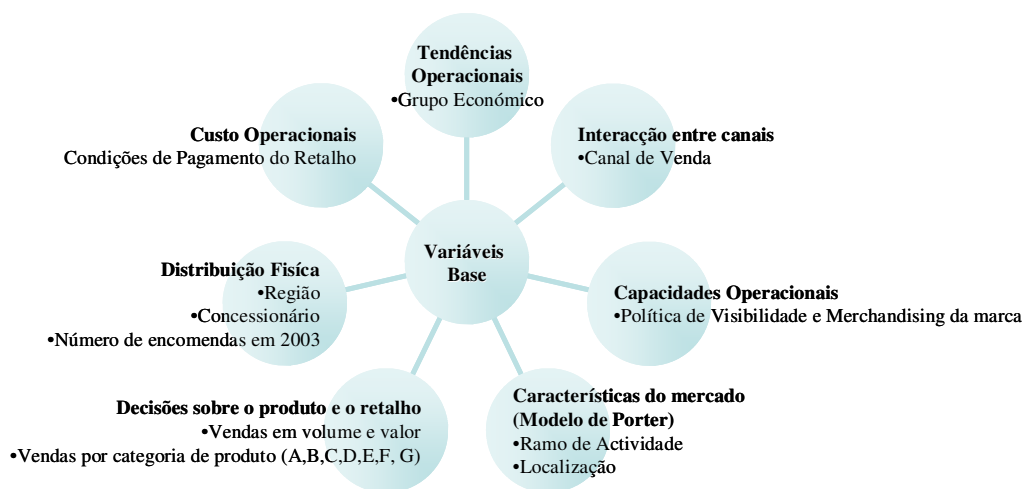 Tendências
Operacionais
•Grupo Económico
Custo Operacionais
Condições de Pagamento do Retalho
Interacção entre canais
•Canal de Venda
Variáveis
Base
Distribuição Fisíca
•Região
•Concessionário
•Número de encomendas em 2003
Capacidades Operacionais
•Política de Visibilidade e Merchandising da marca
Decisões sobre o produto e o retalho
•Vendas em volume e valor
•Vendas por categoria de produto (A,B,C,D,E,F, G)
Características do mercado
(Modelo de Porter)
•Ramo de Actividade
•Localização